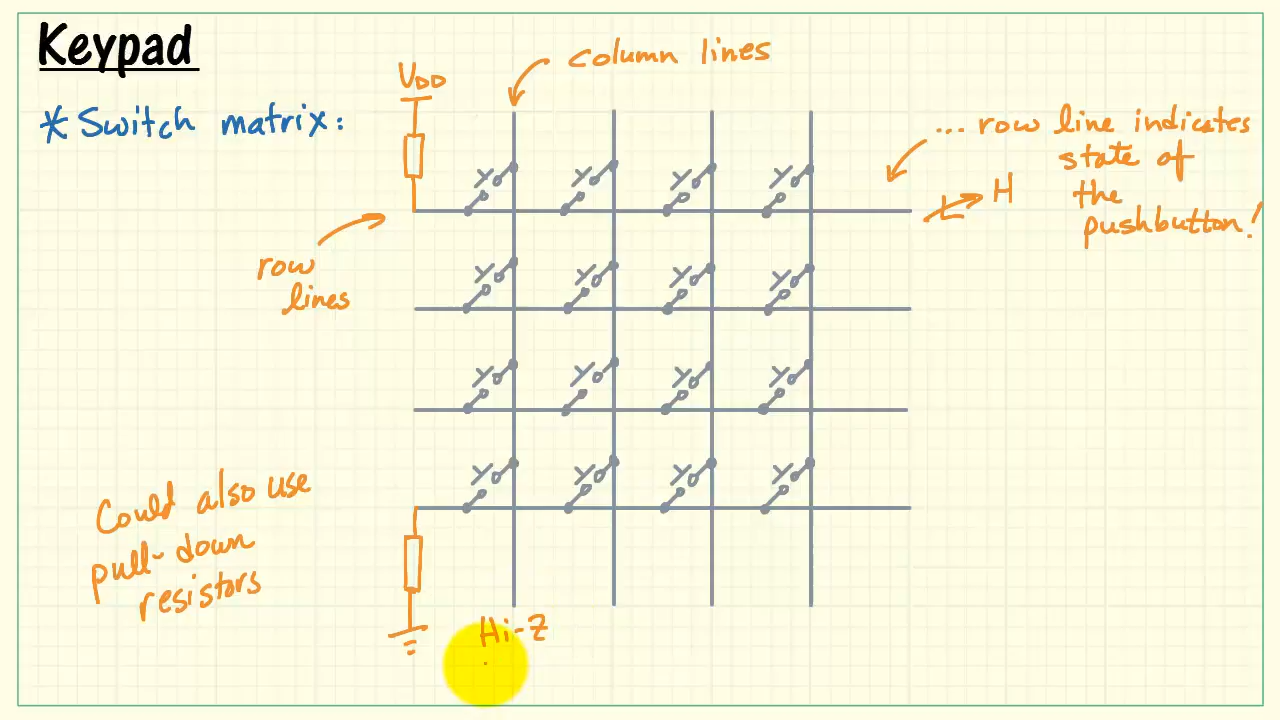 Keypad
* Switch matrix:
VDD
column lines
... row line indicates
state of
the
pushbutton!
L H
row
lines
Could also use
pull-down
resistors
Hi-Z